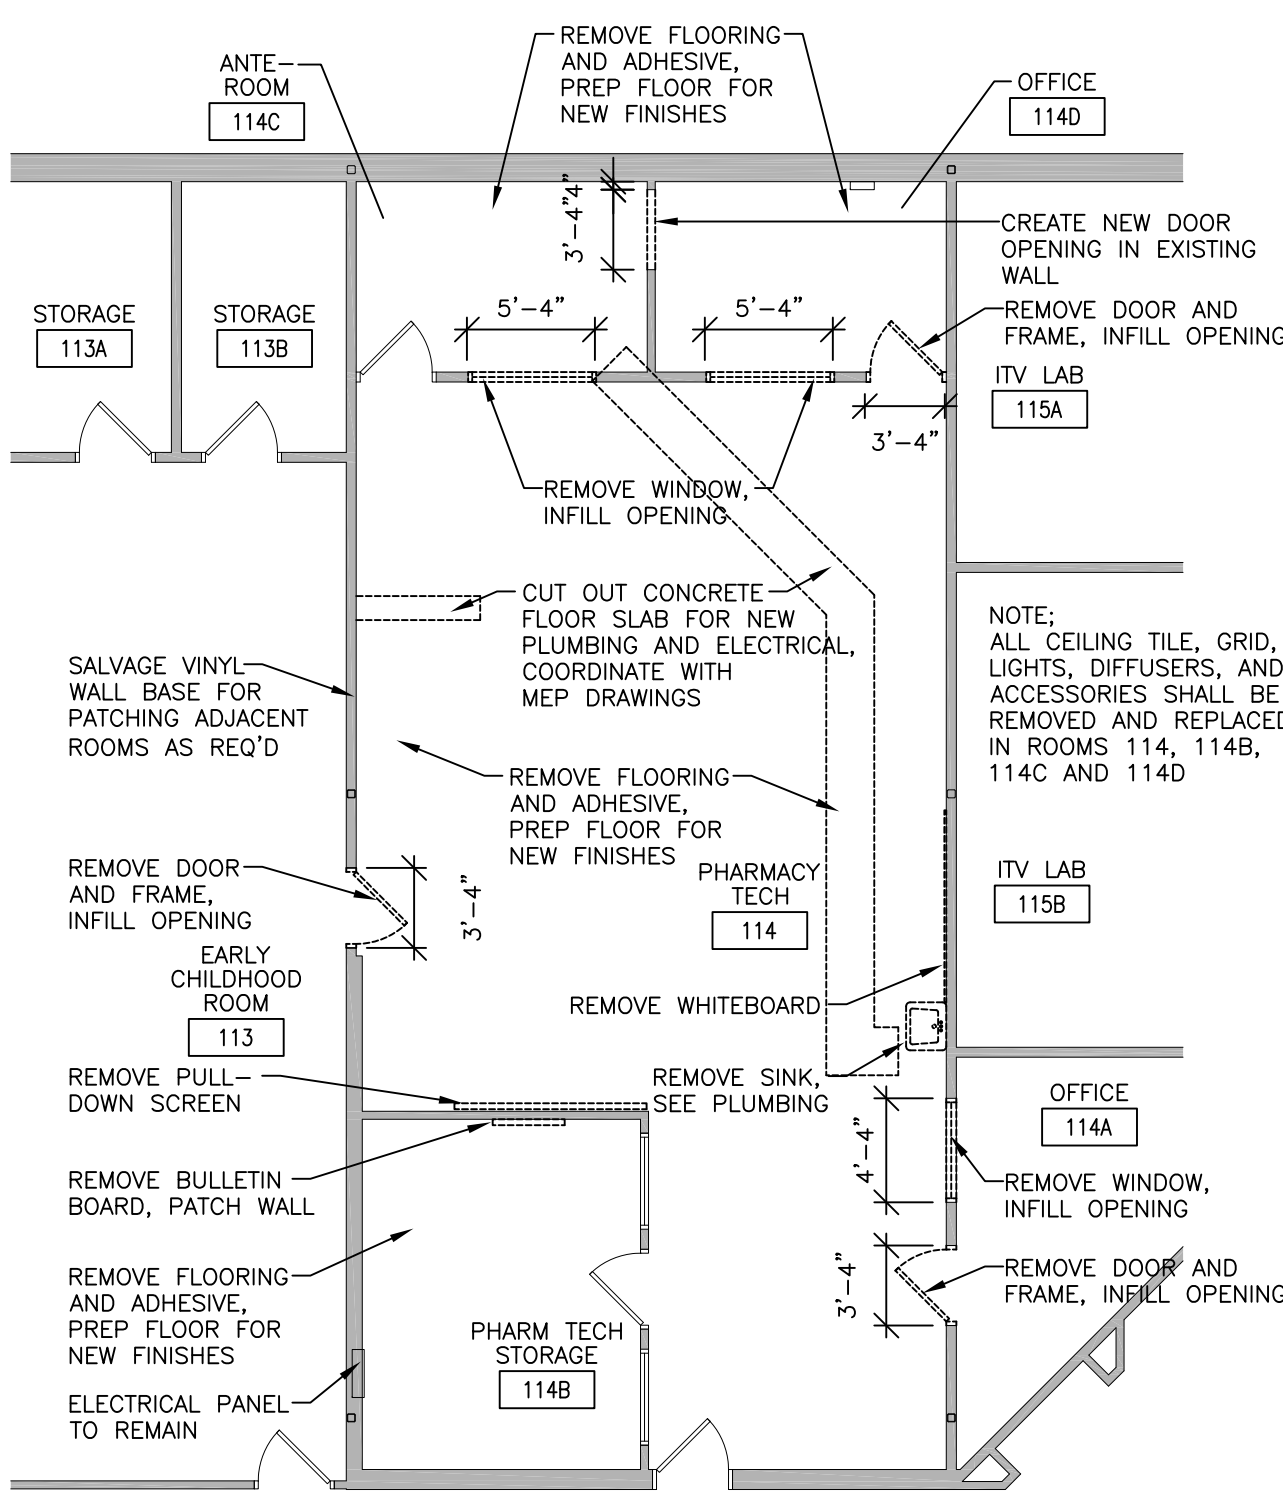 REMOVE FLOORING
AND ADHESIVE,
PREP FLOOR FOR
NEW FINISHES
ANTE-
ROOM
114C
OFFICE
114D
3'-4"
4"
CREATE NEW DOOR
OPENING IN EXISTING
WALL
STORAGE
113A
STORAGE
113B
5'-4"
5'-4"
REMOVE DOOR AND
FRAME, INFILL OPENING
ITV LAB
115A
3'-4"
REMOVE WINDOW,
INFILL OPENING
CUT OUT CONCRETE
FLOOR SLAB FOR NEW
PLUMBING AND ELECTRICAL,
COORDINATE WITH
MEP DRAWINGS
NOTE;
ALL CEILING TILE, GRID,
LIGHTS, DIFFUSERS, AND
ACCESSORIES SHALL BE
REMOVED AND REPLACED
IN ROOMS 114, 114B,
114C AND 114D
SALVAGE VINYL
WALL BASE FOR
PATCHING ADJACENT
ROOMS AS REQ'D
REMOVE FLOORING
AND ADHESIVE,
PREP FLOOR FOR
NEW FINISHES
REMOVE DOOR
AND FRAME,
INFILL OPENING
3'-4"
PHARMACY
TECH
114
ITV LAB
115B
EARLY
CHILDHOOD
ROOM
113
REMOVE WHITEBOARD
REMOVE PULL-
DOWN SCREEN
REMOVE SINK,
SEE PLUMBING
OFFICE
114A
4'-4"
REMOVE BULLETIN
BOARD, PATCH WALL
REMOVE WINDOW,
INFILL OPENING
REMOVE FLOORING
AND ADHESIVE,
PREP FLOOR FOR
NEW FINISHES
3'-4"
REMOVE DOOR AND
FRAME, INFILL OPENING
PHARM TECH
STORAGE
114B
ELECTRICAL PANEL
TO REMAIN